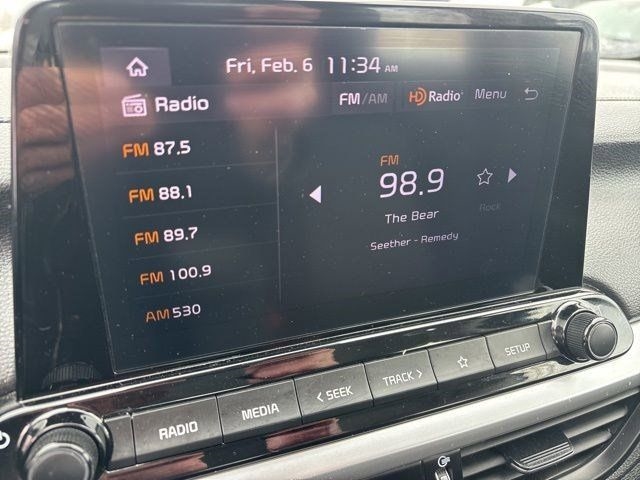 Fri, Feb. 6 11:34 AM
Radio FM/AM HD Radio Menu
FM 87.5
FM 88.1
FM 89.7
FM 100.9
AM 530
FM
98.9
The Bear
Rock
Seether - Remedy
RADIO MEDIA < SEEK TRACK > SETUP